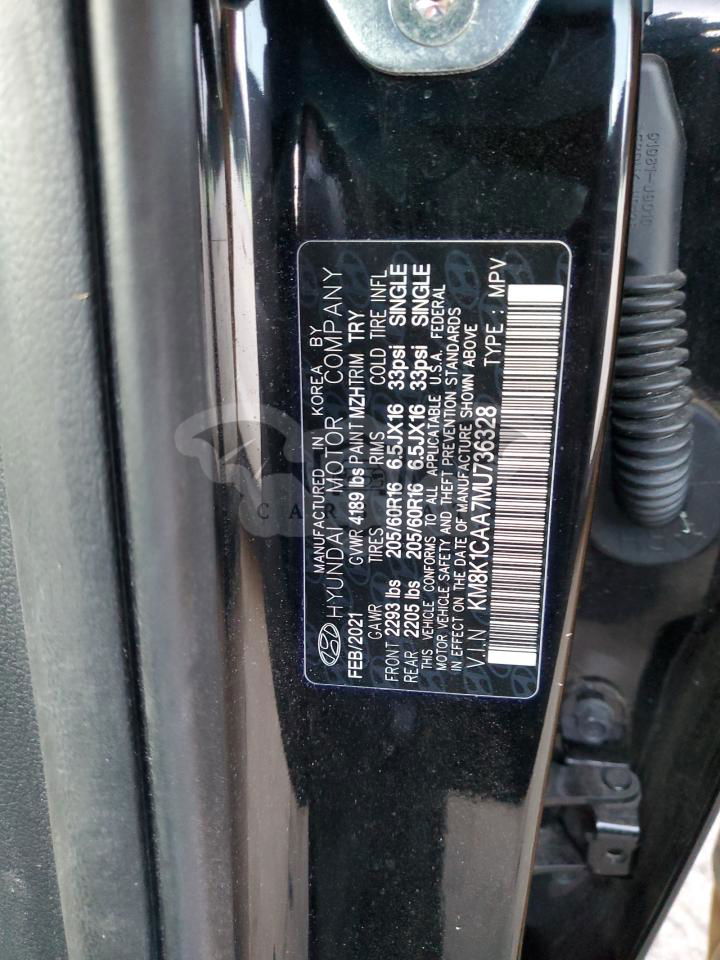 MANUFACTURED IN KOREA BY
HYUNDAI MOTOR COMPANY
FEB/2021 GVWR 4189 lbs PAINT MZH TRIM TRY
GAWR TIRES RIMS COLD TIRE INFL
FRONT 2293 lbs 205/60R16 6.5JX16 33psi SINGLE
REAR 2205 lbs 205/60R16 6.5JX16 33psi SINGLE
THIS VEHICLE CONFORMS TO ALL APPLICATABLE U.S.A. FEDERAL
MOTOR VEHICLE SAFETY AND THEFT PREVENTION STANDARDS
IN EFFECT ON THE DATE OF MANUFACTURE SHOWN ABOVE
V.I.N KM8K1CAA7MU736328
TYPE : MPV